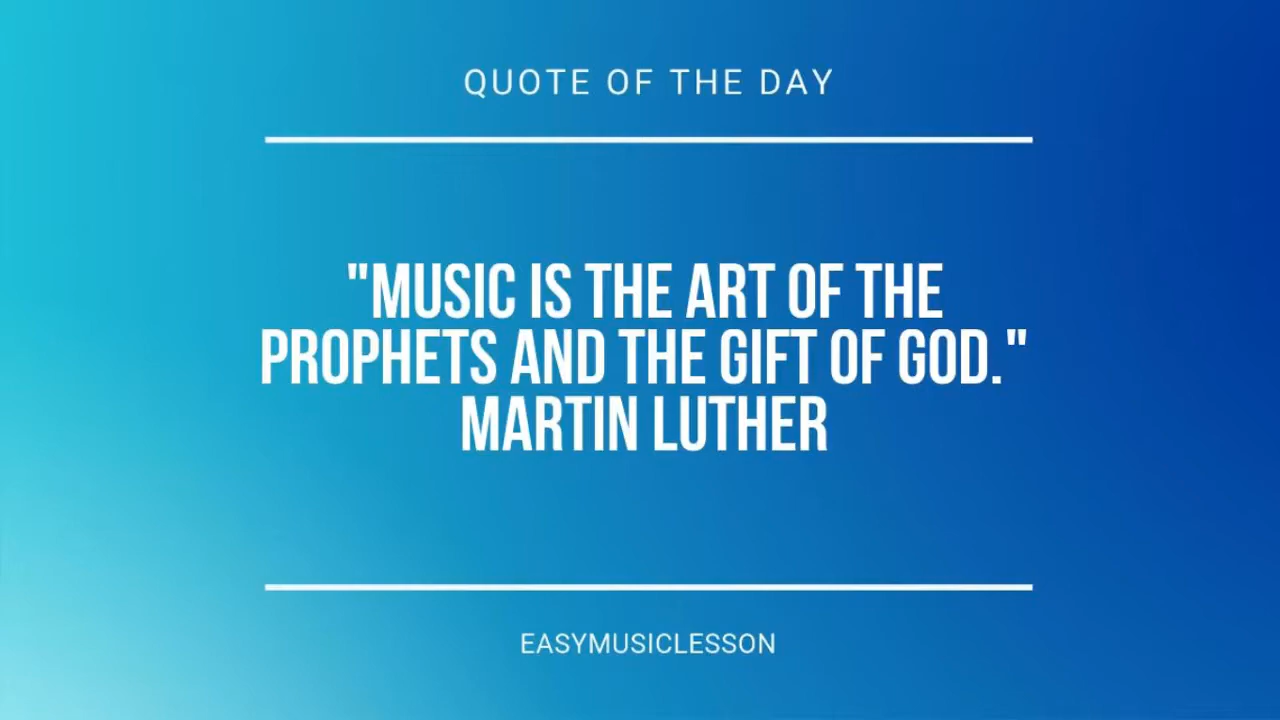 QUOTE OF THE DAY
"MUSIC IS THE ART OF THE
PROPHETS AND THE GIFT OF GOD."
MARTIN LUTHER
EASYMUSICLESSON